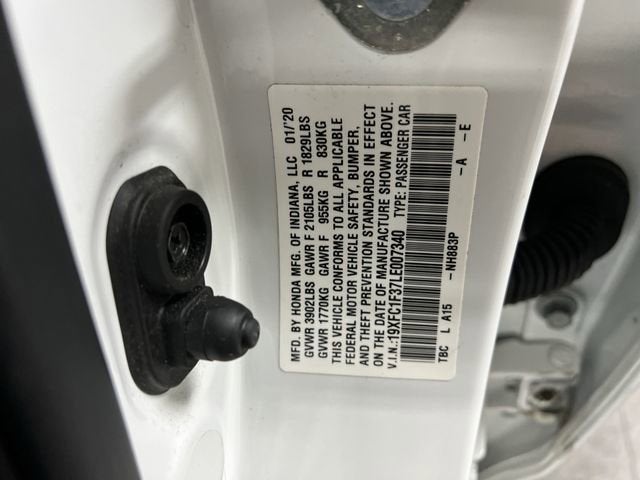 MFD. BY HONDA MFG. OF INDIANA, LLC 01/'20
GVWR 3902LBS GAWR F 2105LBS R 1829LBS
GVWR 1770KG GAWR F 955KG R 830KG
THIS VEHICLE CONFORMS TO ALL APPLICABLE
FEDERAL MOTOR VEHICLE SAFETY, BUMPER,
AND THEFT PREVENTION STANDARDS IN EFFECT
ON THE DATE OF MANUFACTURE SHOWN ABOVE.
V.I.N.:19XFC1F37LE007340 TYPE: PASSENGER CAR
TBC L A15 -NH883P -A -E